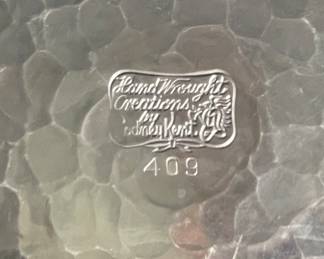 Hand Wrought
Creations
by
Rodney Kent
409